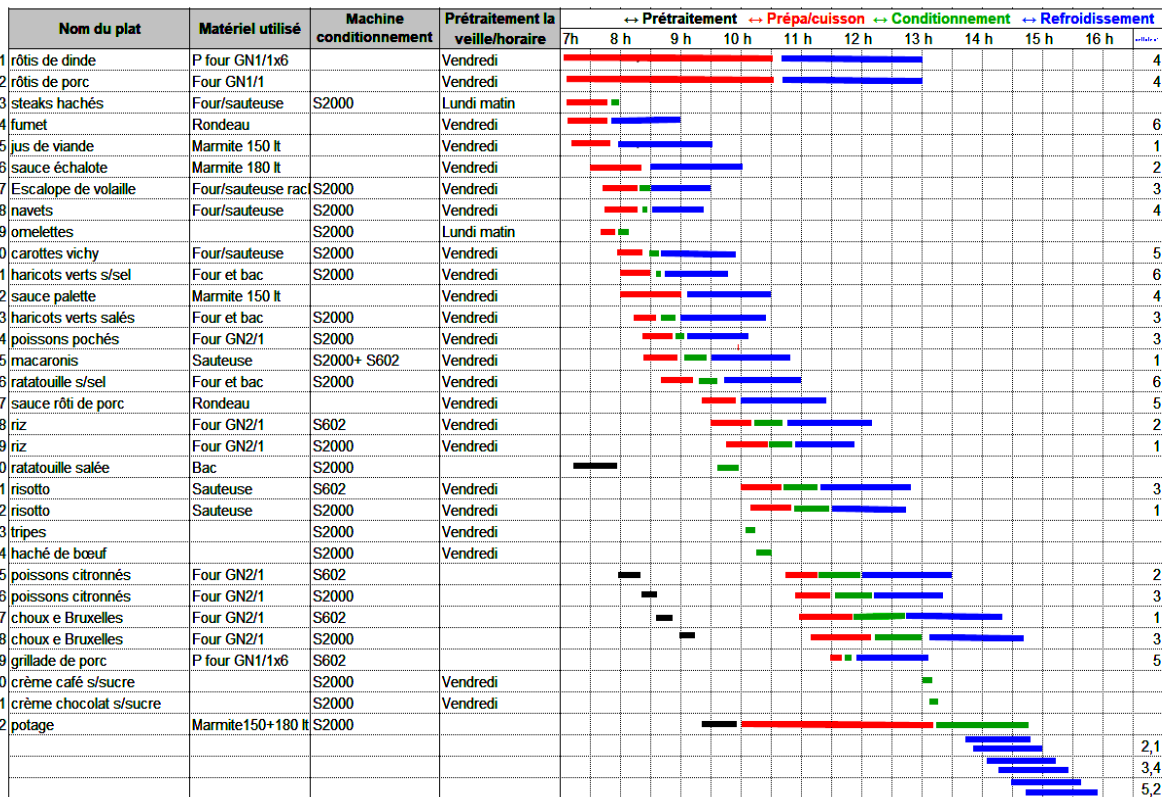 Nom du plat Matériel utilisé Machine conditionnement Prétraitement la veille/horaire ↔ Prétraitement ↔ Prépa/cuisson ↔ Conditionnement ↔ Refroidissement
7h 8 h 9 h 10 h 11 h 12 h 13 h 14 h 15 h 16 h
1 rôtis de dinde P four GN1/1x6 Vendredi 4
2 rôtis de porc Four GN1/1 Vendredi 4
3 steaks hachés Four/sauteuse S2000 Lundi matin
4 fumet Rondeau Vendredi 6
5 jus de viande Marmite 150 lt Vendredi 1
6 sauce échalote Marmite 180 lt Vendredi 2
7 Escalope de volaille Four/sauteuse racl S2000 Vendredi 3
8 navets Four/sauteuse S2000 Vendredi 4
9 omelettes S2000 Lundi matin
0 carottes vichy Four/sauteuse S2000 Vendredi 5
1 haricots verts s/sel Four et bac S2000 Vendredi 6
2 sauce palette Marmite 150 lt Vendredi 4
3 haricots verts salés Four et bac S2000 Vendredi 3
4 poissons pochés Four GN2/1 S2000 Vendredi 3
5 macaronis Sauteuse S2000+ S602 Vendredi 1
6 ratatouille s/sel Four et bac S2000 Vendredi 6
7 sauce rôti de porc Rondeau Vendredi 5
8 riz Four GN2/1 S602 Vendredi 2
9 riz Four GN2/1 S2000 Vendredi 1
0 ratatouille salée Bac S2000
1 risotto Sauteuse S602 Vendredi 3
2 risotto Sauteuse S2000 Vendredi 1
3 tripes S2000 Vendredi
4 haché de bœuf S2000 Vendredi
5 poissons citronnés Four GN2/1 S602 2
6 poissons citronnés Four GN2/1 S2000 3
7 choux e Bruxelles Four GN2/1 S602 1
8 choux e Bruxelles Four GN2/1 S2000 3
9 grillade de porc P four GN1/1x6 S602 5
0 crème café s/sucre S2000 Vendredi
1 crème chocolat s/sucre S2000 Vendredi
2 potage Marmite150+180 lt S2000
2,1
3,4
5,2